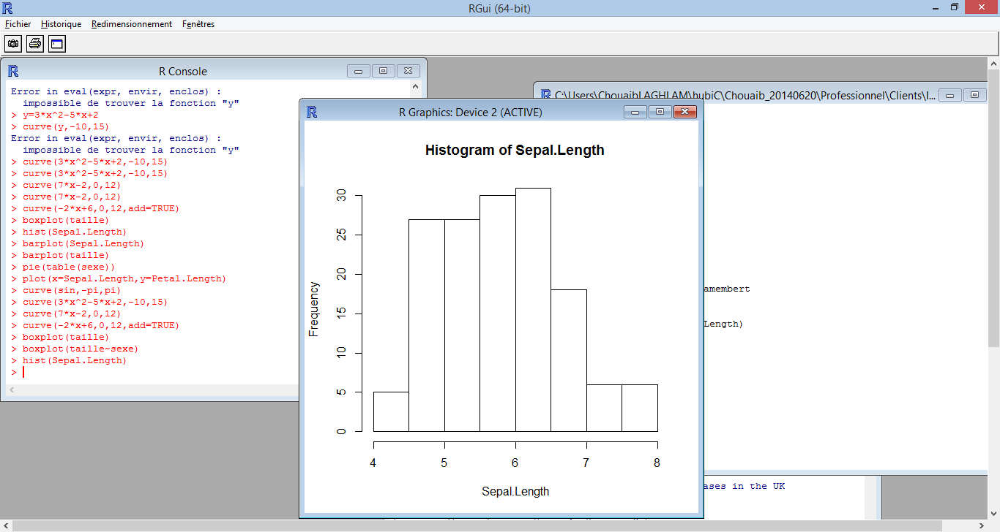 RGui (64-bit)
Fichier Historique Redimensionnement Fenêtres
R Console
Error in eval(expr, envir, enclos) :
impossible de trouver la fonction "y"
> y=3*x^2-5*x+2
> curve(y,-10,15)
Error in eval(expr, envir, enclos) :
impossible de trouver la fonction "y"
> curve(3*x^2-5*x+2,-10,15)
> curve(3*x^2-5*x+2,-10,15)
> curve(7*x-2,0,12)
> curve(7*x-2,0,12)
> curve(-2*x+6,0,12,add=TRUE)
> boxplot(taille)
> hist(Sepal.Length)
> barplot(Sepal.Length)
> barplot(taille)
> pie(table(sexe))
> plot(x=Sepal.Length,y=Petal.Length)
> curve(sin,-pi,pi)
> curve(3*x^2-5*x+2,-10,15)
> curve(7*x-2,0,12)
> curve(-2*x+6,0,12,add=TRUE)
> boxplot(taille)
> boxplot(taille~sexe)
> hist(Sepal.Length)
>
R Graphics: Device 2 (ACTIVE)
Histogram of Sepal.Length
Frequency
30
25
20
15
10
5
0
4 5 6 7 8
Sepal.Length
C:\Users\ChouaibLAGHLAM\hubiC\Chouaib_20140620\Professionnel\Clients\I...
amembert
Length)
ases in the UK